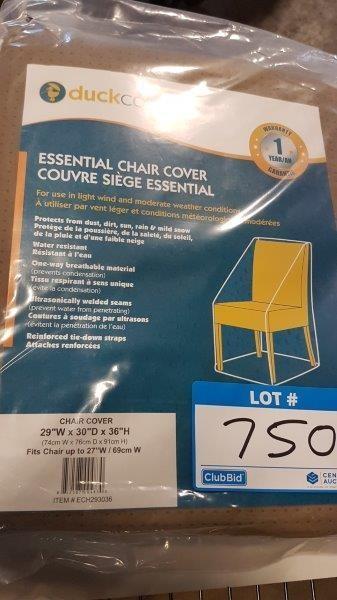 duckco
WARRANTY
1
YEAR/AN
GARANTIE
ESSENTIAL CHAIR COVER
COUVRE SIÈGE ESSENTIAL
For use in light wind and moderate weather conditions
À utiliser par vent léger et conditions météorologiques modérées
Protects from dust, dirt, sun, rain & mild snow
Protège de la poussière, de la saleté, du soleil,
de la pluie et d'une faible neige
Water resistant
Résistant à l'eau
One-way breathable material
(prevents condensation)
Tissu respirant à sens unique
(évite la condensation)
Ultrasonically welded seams
(prevent water from penetrating)
Coutures à soudage par ultrasons
(évitent la pénétration de l'eau)
Reinforced tie-down straps
Attaches renforcées
LOT #
750
ClubBid
CEN
AUC
CHAIR COVER
29"W x 30"D x 36"H
(74cm W x 76cm D x 91cm H)
Fits Chair up to 27"W / 69cm W
ITEM # ECH293036